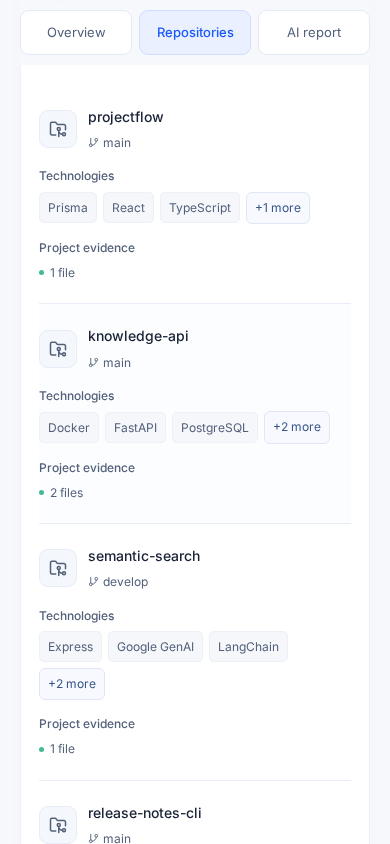 Overview Repositories AI report
projectflow
main
Technologies
Prisma React TypeScript +1 more
Project evidence
1 file
knowledge-api
main
Technologies
Docker FastAPI PostgreSQL +2 more
Project evidence
2 files
semantic-search
develop
Technologies
Express Google GenAI LangChain
+2 more
Project evidence
1 file
release-notes-cli
main